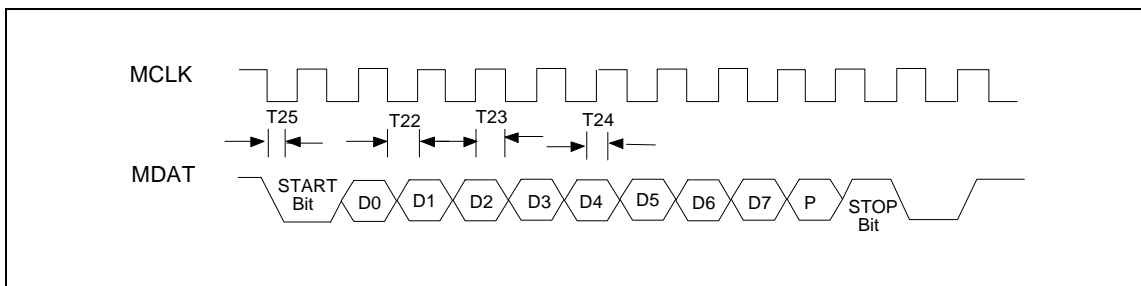 MCLK
T25 T22 T23 T24
MDAT
START Bit D0 D1 D2 D3 D4 D5 D6 D7 P STOP Bit